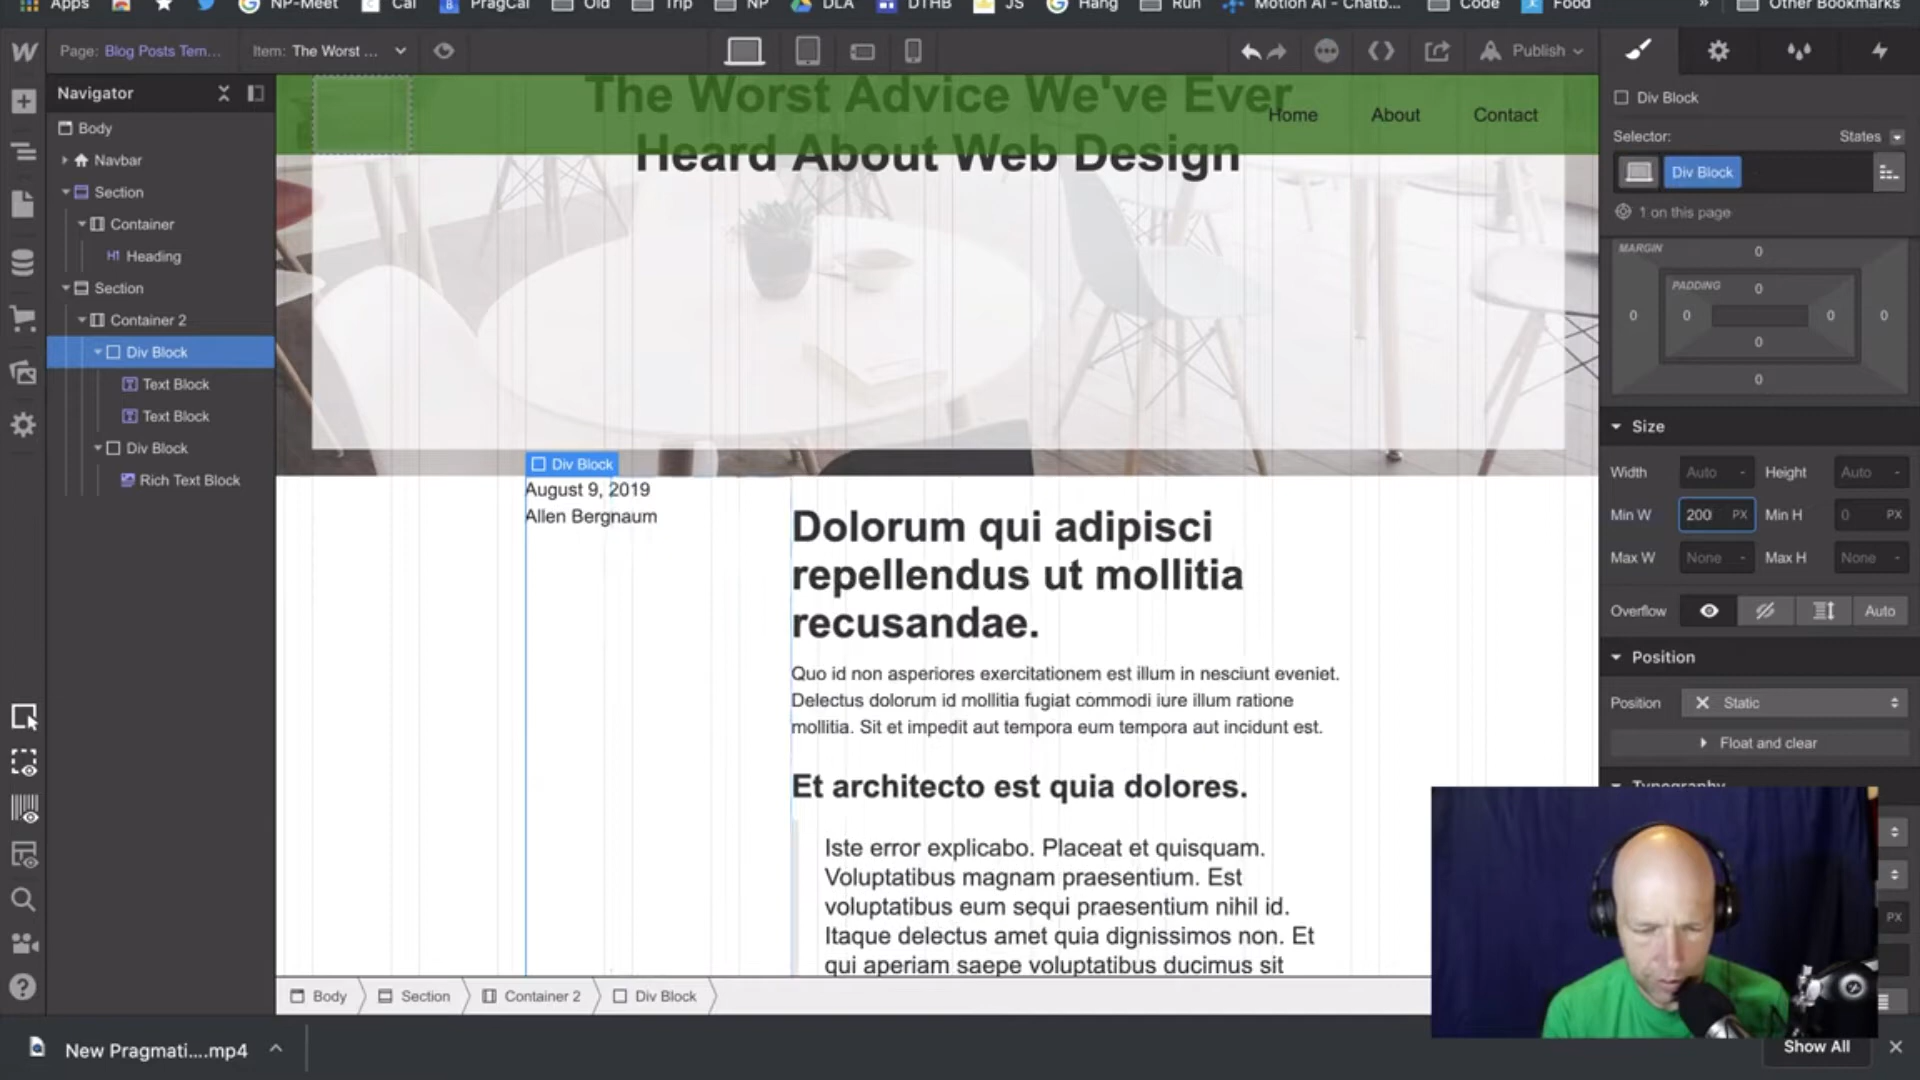 Apps
NP-Meet
Cal
PragCal
Old
Trip
NP
DLA
DTHB
JS
Hang
Run
Motion AI - Chatb...
Code
Food
»
Other Bookmarks
Page: Blog Posts Tem...
Item: The Worst ...
Publish
Navigator
Body
Navbar
Section
Container
H1 Heading
Section
Container 2
Div Block
Text Block
Text Block
Div Block
Rich Text Block
The Worst Advice We've Ever
Heard About Web Design
Home
About
Contact
Div Block
August 9, 2019
Allen Bergnaum
Dolorum qui adipisci
repellendus ut mollitia
recusandae.
Quo id non asperiores exercitationem est illum in nesciunt eveniet.
Delectus dolorum id mollitia fugiat commodi iure illum ratione
mollitia. Sit et impedit aut tempora eum tempora aut incidunt est.
Et architecto est quia dolores.
Iste error explicabo. Placeat et quisquam.
Voluptatibus magnam praesentium. Est
voluptatibus eum sequi praesentium nihil id.
Itaque delectus amet quia dignissimos non. Et
qui aperiam saepe voluptatibus ducimus sit
Body
Section
Container 2
Div Block
Div Block
Selector:
States
Div Block
1 on this page
MARGIN
0
PADDING
0
0
0
0
0
0
0
Size
Width Auto - Height Auto -
Min W 200 PX Min H 0 PX
Max W None - Max H None -
Overflow
Auto
Position
Position
Static
Float and clear
Typography
PX
New Pragmati....mp4
Show All